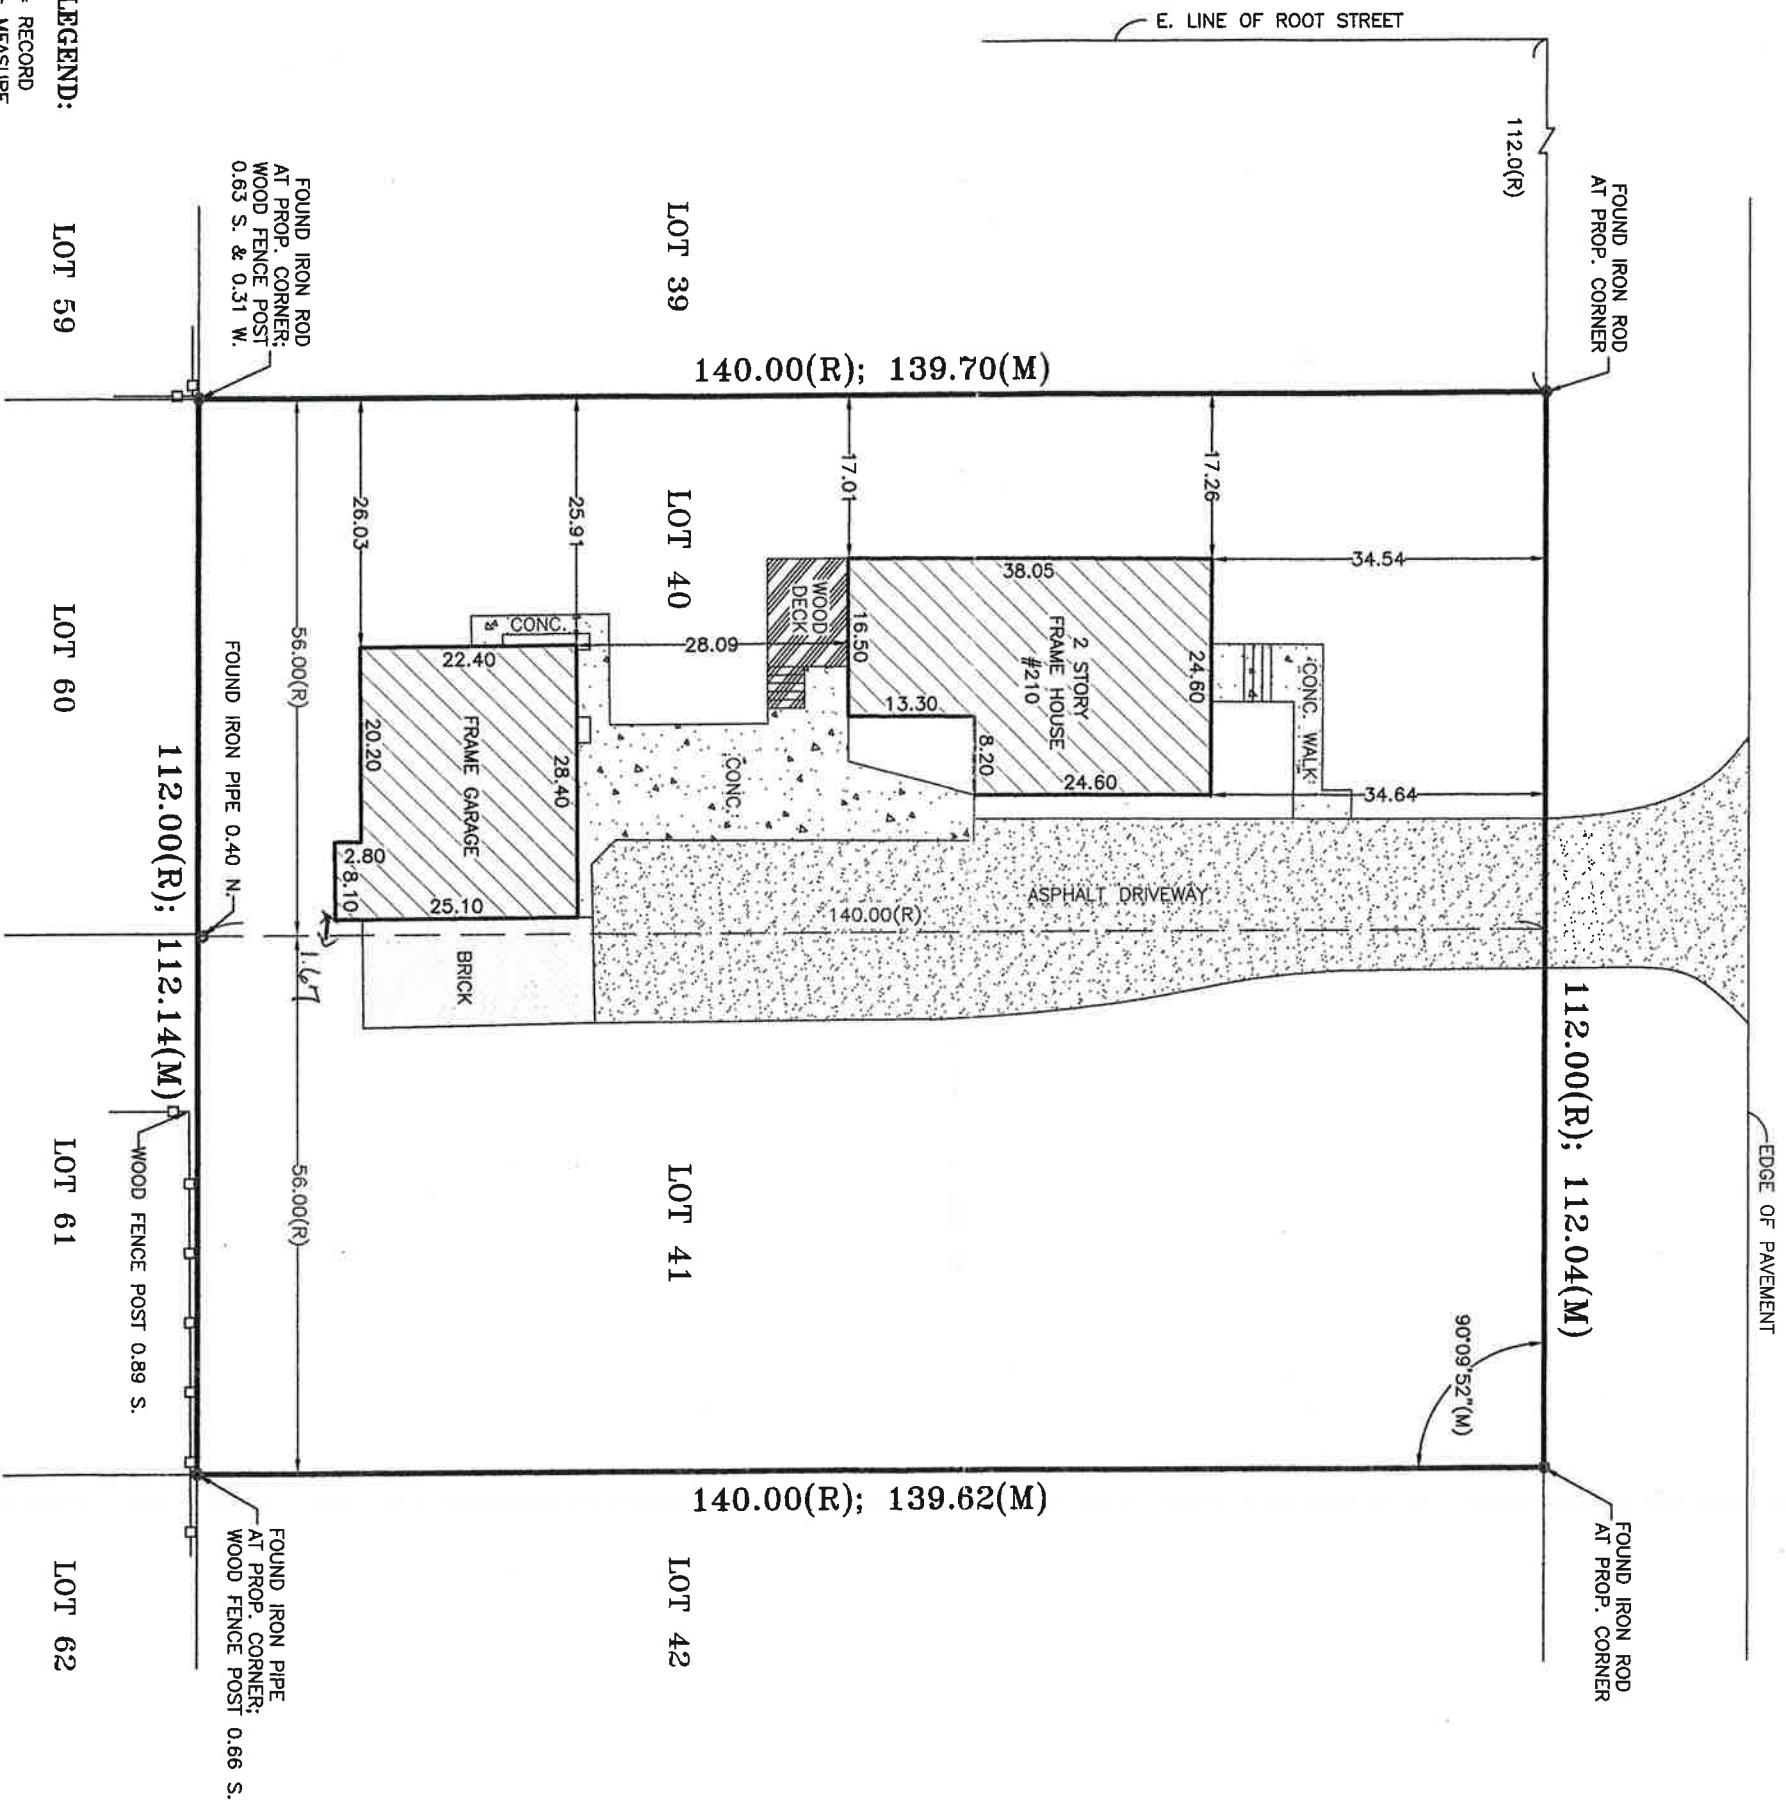 E. LINE OF ROOT STREET
112.0(R)
FOUND IRON ROD
AT PROP. CORNER
EDGE OF PAVEMENT
112.00(R); 112.04(M)
90°09'52"(M)
FOUND IRON ROD
AT PROP. CORNER
LOT 39
140.00(R); 139.70(M)
17.26
34.54
34.64
CONC. WALK
17.01
38.05
2 STORY
FRAME HOUSE
#210
24.60
24.60
16.50
13.30
8.20
WOOD
DECK
LOT 40
28.09
CONC.
CONC.
25.91
26.03
22.40
FRAME GARAGE
28.40
20.20
2.80
8.10
25.10
BRICK
ASPHALT DRIVEWAY
140.00(R)
1.67
56.00(R)
56.00(R)
LOT 41
140.00(R); 139.62(M)
LOT 42
FOUND IRON ROD
AT PROP. CORNER;
WOOD FENCE POST
0.63 S. & 0.31 W.
FOUND IRON PIPE 0.40 N.
112.00(R); 112.14(M)
WOOD FENCE POST 0.89 S.
FOUND IRON PIPE
AT PROP. CORNER;
WOOD FENCE POST 0.66 S.
LOT 59
LOT 60
LOT 61
LOT 62
LEGEND:
= RECORD
MEASURE